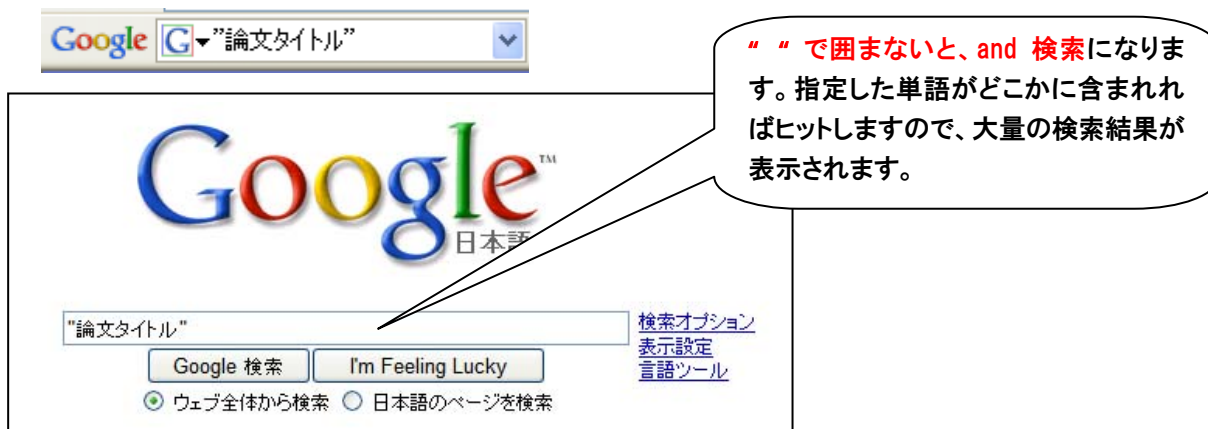 Google G ”論文タイトル”
“ “ で囲まないと、and 検索になりま
す。指定した単語がどこかに含まれれ
ばヒットしますので、大量の検索結果が
表示されます。
Google™
日本語
"論文タイトル"
検索オプション
表示設定
言語ツール
Google 検索 I'm Feeling Lucky
ウェブ全体から検索 日本語のページを検索